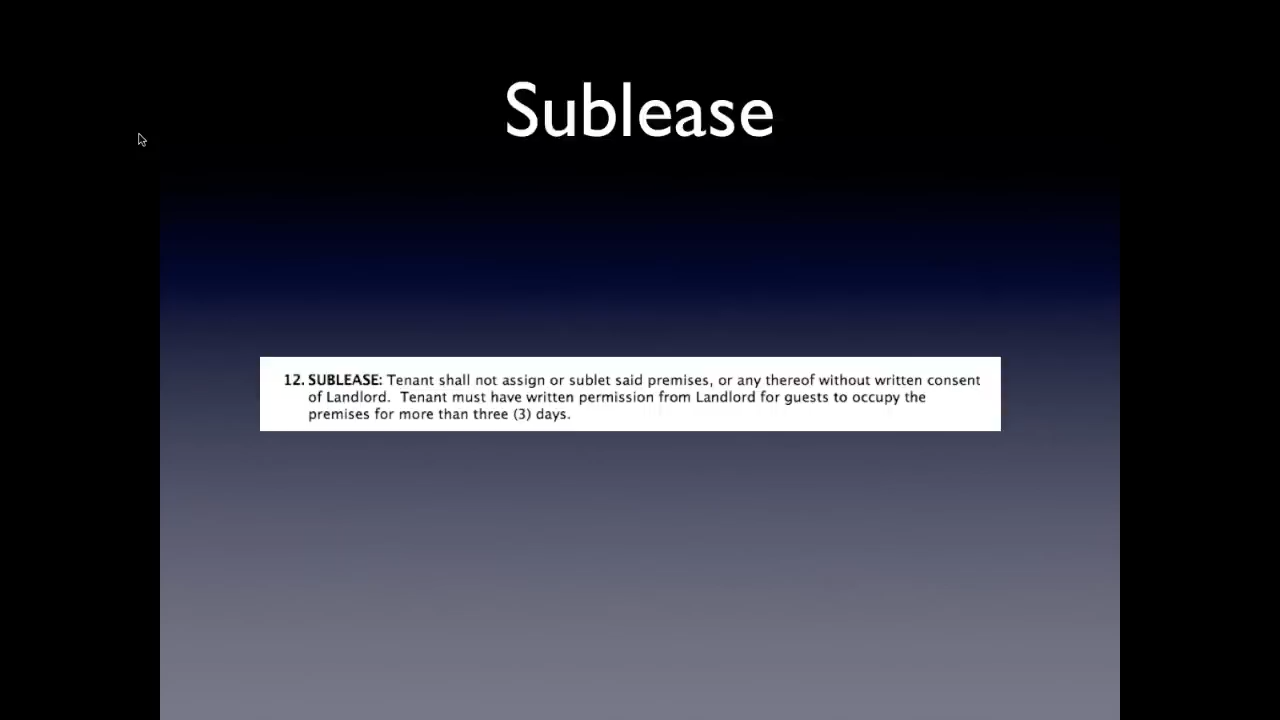 Sublease
12. SUBLEASE: Tenant shall not assign or sublet said premises, or any thereof without written consent
of Landlord. Tenant must have written permission from Landlord for guests to occupy the
premises for more than three (3) days.